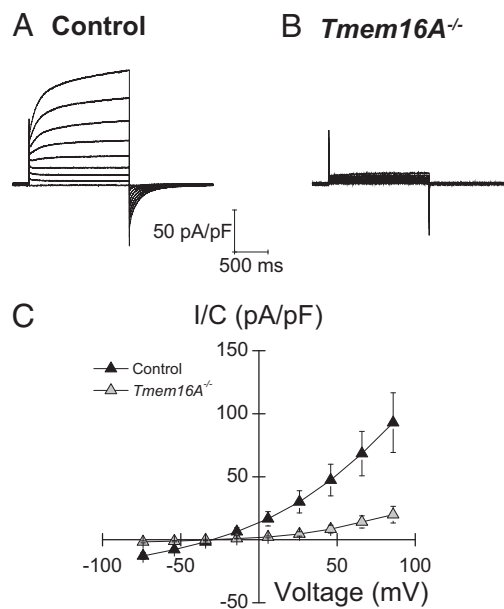 A Control
B Tmem16A-/-
50 pA/pF
500 ms
C
I/C (pA/pF)
Control
Tmem16A-/-
150
100
50
-50
-100
-50
50
100
Voltage (mV)